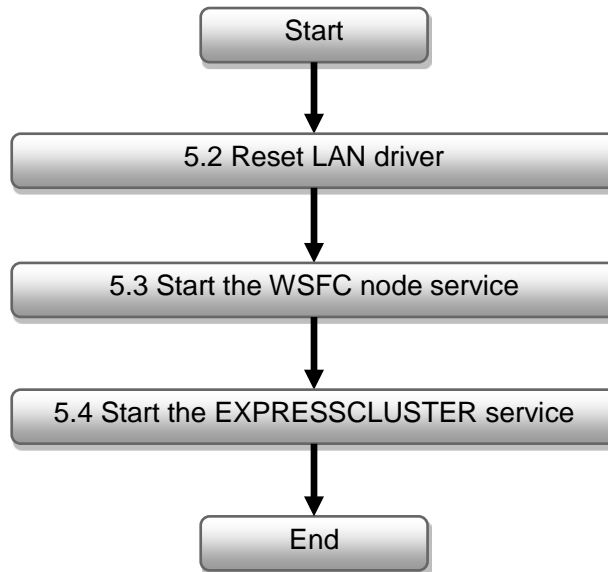 Start
5.2 Reset LAN driver
5.3 Start the WSFC node service
5.4 Start the EXPRESSCLUSTER service
End